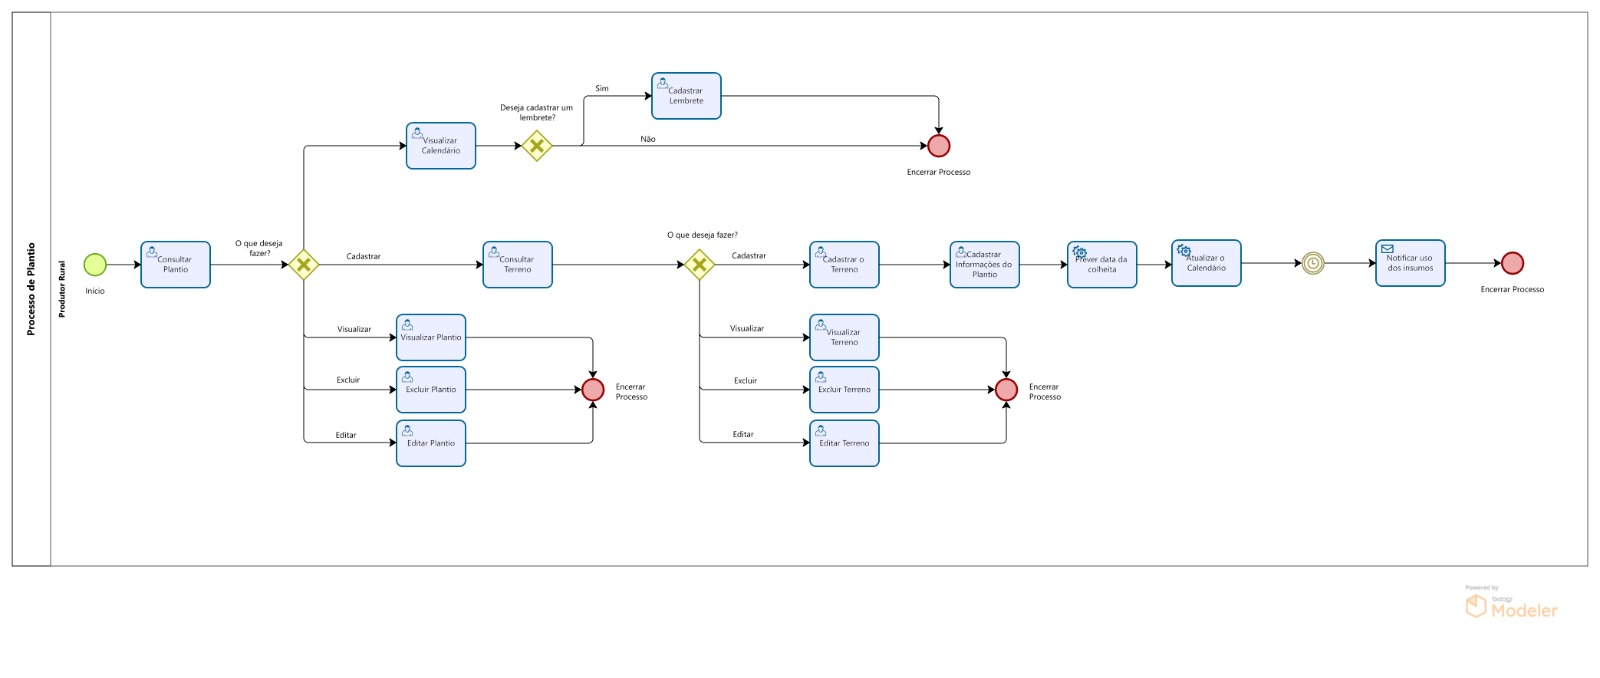 Processo de Plantio
Produtor Rural
Início
Consultar
Plantio
O que deseja
fazer?
Visualizar
Calendário
Deseja cadastrar um
lembrete?
Sim
Cadastrar
Lembrete
Não
Encerrar Processo
Cadastrar
Consultar
Terreno
O que deseja fazer?
Cadastrar
Cadastrar o
Terreno
Cadastrar
Informações do
Plantio
Prever data da
colheita
Atualizar o
Calendário
Notificar uso
dos insumos
Encerrar Processo
Visualizar
Visualizar Plantio
Excluir
Excluir Plantio
Editar
Editar Plantio
Encerrar
Processo
Visualizar
Visualizar
Terreno
Excluir
Excluir Terreno
Editar
Editar Terreno
Encerrar
Processo
Powered by
bizagi
Modeler